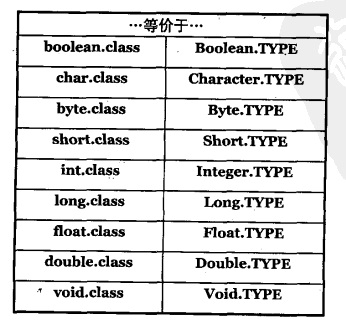 …等价于…
boolean.class Boolean.TYPE
char.class Character.TYPE
byte.class Byte.TYPE
short.class Short.TYPE
int.class Integer.TYPE
long.class Long.TYPE
float.class Float.TYPE
double.class Double.TYPE
void.class Void.TYPE